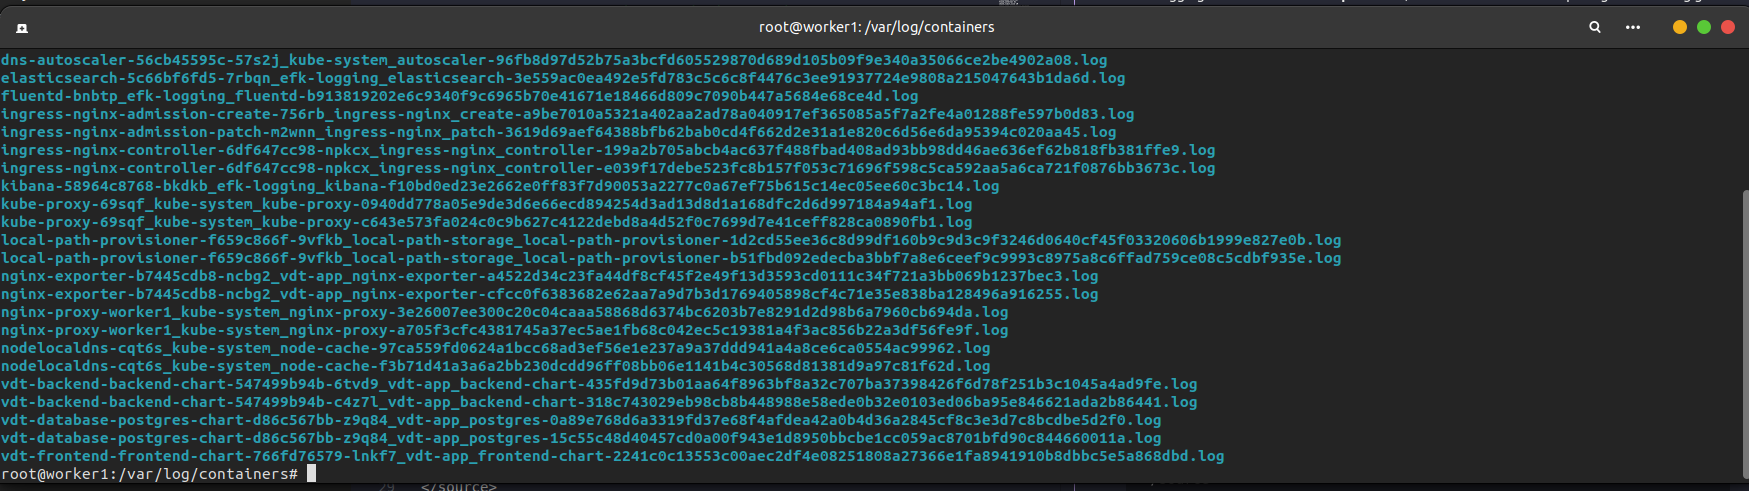 root@worker1: /var/log/containers
dns-autoscaler-56cb45595c-57s2j_kube-system_autoscaler-96fb8d97d52b75a3bcfd605529870d689d105b09f9e340a35066ce2be4902a08.log
elasticsearch-5c66bf6fd5-7rbqn_efk-logging_elasticsearch-3e559ac0ea492e5fd783c5c6c8f4476c3ee91937724e9808a215047643b1da6d.log
fluentd-bnbtp_efk-logging_fluentd-b913819202e6c9340f9c6965b70e41671e18466d809c7090b447a5684e68ce4d.log
ingress-nginx-admission-create-756rb_ingress-nginx_create-a9be7010a5321a402aa2ad78a040917ef365085a5f7a2fe4a01288fe597b0d83.log
ingress-nginx-admission-patch-m2wnn_ingress-nginx_patch-3619d69aef64388bfb62bab0cd4f662d2e31a1e820c6d56e6da95394c020aa45.log
ingress-nginx-controller-6df647cc98-npkcx_ingress-nginx_controller-199a2b705abcb4ac637f488fbad408ad93bb98dd46ae636ef62b818fb381ffe9.log
ingress-nginx-controller-6df647cc98-npkcx_ingress-nginx_controller-e039f17debe523fc8b157f053c71696f598c5ca592aa5a6ca721f0876bb3673c.log
kibana-58964c8768-bkdkb_efk-logging_kibana-f10bd0ed23e2662e0ff83f7d90053a2277c0a67ef75b615c14ec05ee60c3bc14.log
kube-proxy-69sqf_kube-system_kube-proxy-0940dd778a05e9de3d6e66ecd894254d3ad13d8d1a168dfc2d6d997184a94af1.log
kube-proxy-69sqf_kube-system_kube-proxy-c643e573fa024c0c9b627c4122debd8a4d52f0c7699d7e41ceff828ca0890fb1.log
local-path-provisioner-f659c866f-9vfkb_local-path-storage_local-path-provisioner-1d2cd55ee36c8d99df160b9c9d3c9f3246d0640cf45f03320606b1999e827e0b.log
local-path-provisioner-f659c866f-9vfkb_local-path-storage_local-path-provisioner-b51fbd092edecba3bbf7a8e6ceef9c9993c8975a8c6ffad759ce08c5cdbf935e.log
nginx-exporter-b7445cdb8-ncbg2_vdt-app_nginx-exporter-a4522d34c23fa44df8cf45f2e49f13d3593cd0111c34f721a3bb069b1237bec3.log
nginx-exporter-b7445cdb8-ncbg2_vdt-app_nginx-exporter-cfcc0f6383682e62aa7a9d7b3d1769405898cf4c71e35e838ba128496a916255.log
nginx-proxy-worker1_kube-system_nginx-proxy-3e26007ee300c20c04caaa58868d6374bc6203b7e8291d2d98b6a7960cb694da.log
nginx-proxy-worker1_kube-system_nginx-proxy-a705f3cfc4381745a37ec5ae1fb68c042ec5c19381a4f3ac856b22a3df56fe9f.log
nodelocaldns-cqt6s_kube-system_node-cache-97ca559fd0624a1bcc68ad3ef56e1e237a9a37ddd941a4a8ce6ca0554ac99962.log
nodelocaldns-cqt6s_kube-system_node-cache-f3b71d41a3a6a2bb230dcdd96ff08bb06e1141b4c30568d81381d9a97c81f62d.log
vdt-backend-backend-chart-547499b94b-6tvd9_vdt-app_backend-chart-435fd9d73b01aa64f8963bf8a32c707ba37398426f6d78f251b3c1045a4ad9fe.log
vdt-backend-backend-chart-547499b94b-c4z7l_vdt-app_backend-chart-318c743029eb98cb8b448988e58ede0b32e0103ed06ba95e846621ada2b86441.log
vdt-database-postgres-chart-d86c567bb-z9q84_vdt-app_postgres-0a89e768d6a3319fd37e68f4afdea42a0b4d36a2845cf8c3e3d7c8bcdbe5d2f0.log
vdt-database-postgres-chart-d86c567bb-z9q84_vdt-app_postgres-15c55c48d40457cd0a00f943e1d8950bbcbe1cc059ac8701bfd90c844660011a.log
vdt-frontend-frontend-chart-766fd76579-lnkf7_vdt-app_frontend-chart-2241c0c13553c00aec2df4e08251808a27366e1fa8941910b8dbbc5e5a868dbd.log
root@worker1:/var/log/containers#
29 </source>